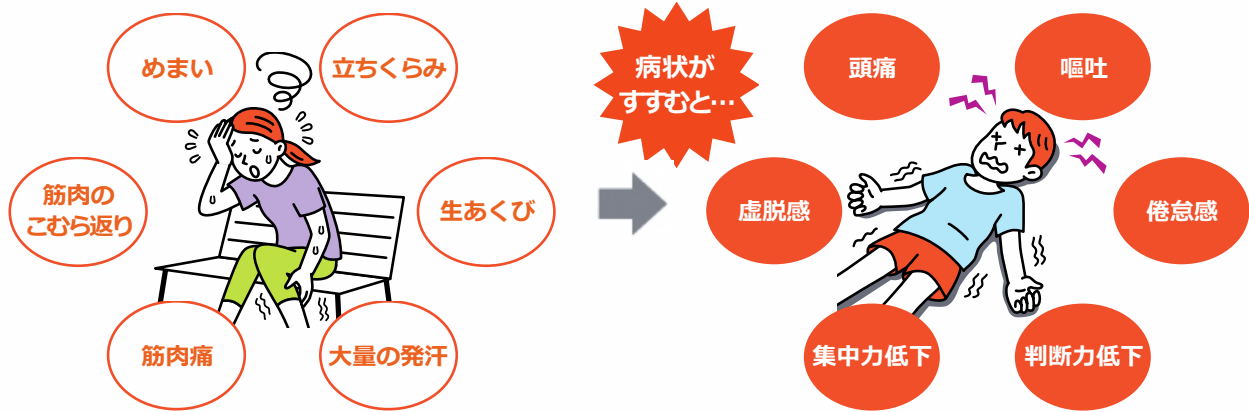 めまい
立ちくらみ
筋肉の
こむら返り
生あくび
筋肉痛
大量の発汗
病状が
すすむと…
頭痛
嘔吐
虚脱感
倦怠感
集中力低下
判断力低下